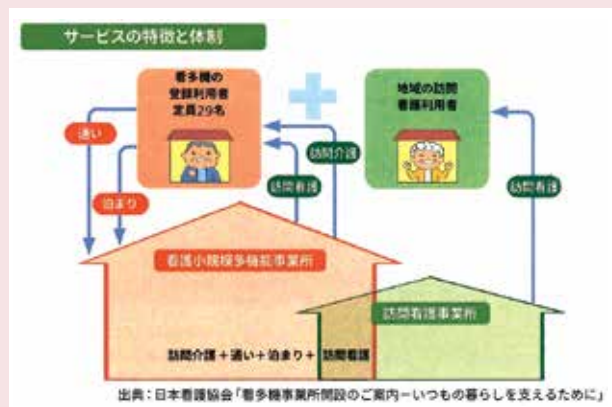 サービスの特徴と体制
看多機の
登録利用者
定員29名
地域の訪問
看護利用者
通い
泊まり
訪問介護
訪問看護
訪問看護
看護小規模多機能事業所
訪問看護事業所
訪問介護+通い+泊まり+訪問看護
出典:日本看護協会「看多機事業所開設のご案内-いつもの暮らしを支えるために」